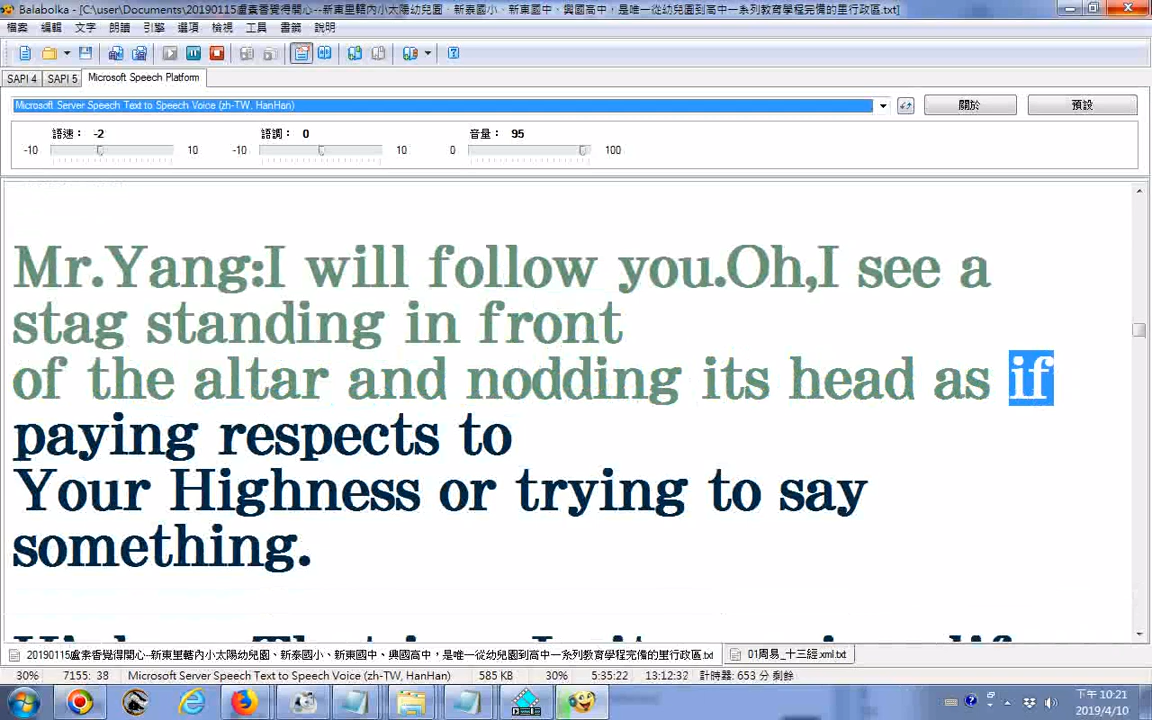 Balabolka - [C:\user\Documents\20190115盧素香覺得開心--新東里轄內小太陽幼兒園、新泰國小、新東國中、興國高中，是唯一從幼兒園到高中一系列教育學程完備的里行政區.txt]
檔案 編輯 文字 朗讀 引擎 選項 檢視 工具 書籤 說明
SAPI 4 SAPI 5 Microsoft Speech Platform
Microsoft Server Speech Text to Speech Voice (zh-TW, HanHan) 關於 預設
語速： -2 語調： 0 音量： 95
-10 10 -10 10 0 100
Mr.Yang:I will follow you.Oh,I see a
stag standing in front
of the altar and nodding its head as if
paying respects to
Your Highness or trying to say
something.
20190115盧素香覺得開心--新東里轄內小太陽幼兒園、新泰國小、新東國中、興國高中，是唯一從幼兒園到高中一系列教育學程完備的里行政區.txt 01周易_十三經.xml.txt
30% 7155: 38 Microsoft Server Speech Text to Speech Voice (zh-TW, HanHan) 585 KB 30% 5:35:22 13:12:32 計時器: 653 分 剩餘
下午 10:21
2019/4/10